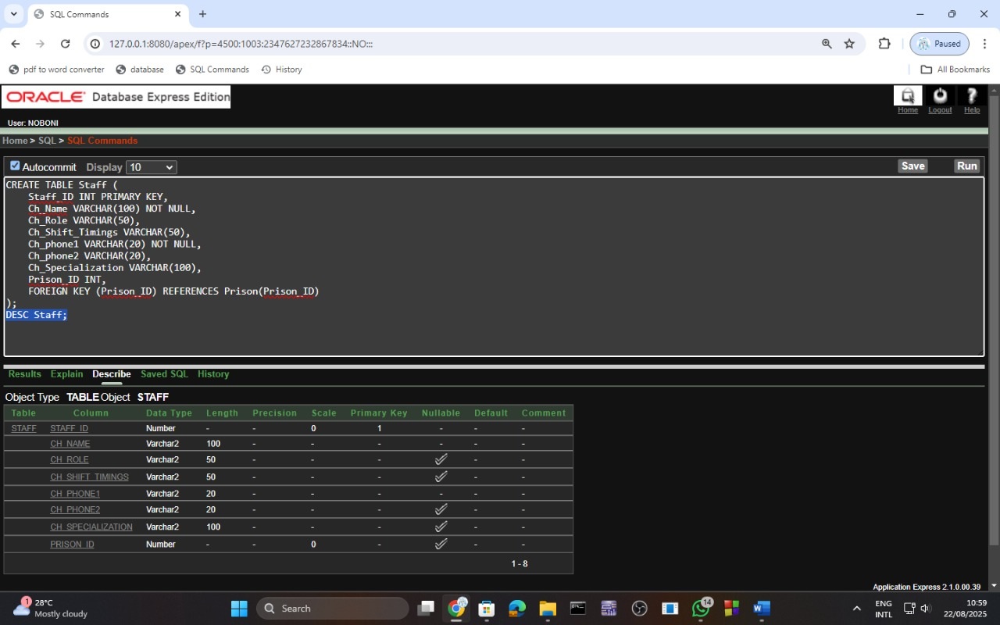 SQL Commands
127.0.0.1:8080/apex/f?p=4500:1003:2347627232867834::NO:::
Paused
pdf to word converter database SQL Commands History All Bookmarks
ORACLE Database Express Edition
Home Logout Help
User: NOBONI
Home > SQL > SQL Commands
Autocommit Display 10 Save Run
CREATE TABLE Staff (
Staff_ID INT PRIMARY KEY,
Ch_Name VARCHAR(100) NOT NULL,
Ch_Role VARCHAR(50),
Ch_Shift_Timings VARCHAR(50),
Ch_phone1 VARCHAR(20) NOT NULL,
Ch_phone2 VARCHAR(20),
Ch_Specialization VARCHAR(100),
Prison_ID INT,
FOREIGN KEY (Prison_ID) REFERENCES Prison(Prison_ID)
);
DESC Staff;
Results Explain Describe Saved SQL History
Object Type TABLE Object STAFF
Table Column Data Type Length Precision Scale Primary Key Nullable Default Comment
STAFF STAFF_ID Number - - 0 1 - - -
CH_NAME Varchar2 100 - - - - - -
CH_ROLE Varchar2 50 - - - ✓ - -
CH_SHIFT_TIMINGS Varchar2 50 - - - ✓ - -
CH_PHONE1 Varchar2 20 - - - - - -
CH_PHONE2 Varchar2 20 - - - ✓ - -
CH_SPECIALIZATION Varchar2 100 - - - ✓ - -
PRISON_ID Number - - 0 - ✓ - -
1 - 8
Application Express 2.1.0.00.39
1
28°C
Mostly cloudy
Search
14
ENG
INTL
10:59
22/08/2025